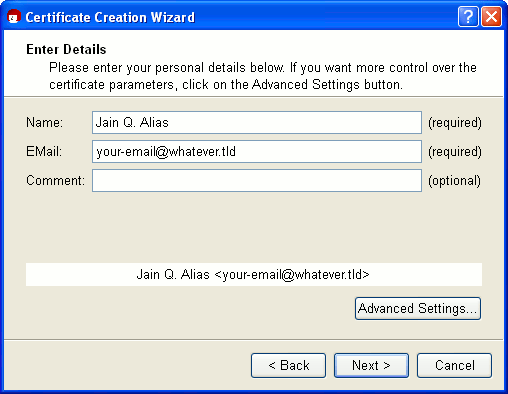 Certificate Creation Wizard
Enter Details
Please enter your personal details below. If you want more control over the
certificate parameters, click on the Advanced Settings button.
Name: Jain Q. Alias (required)
EMail: your-email@whatever.tld (required)
Comment: (optional)
Jain Q. Alias <your-email@whatever.tld>
Advanced Settings...
< Back Next > Cancel